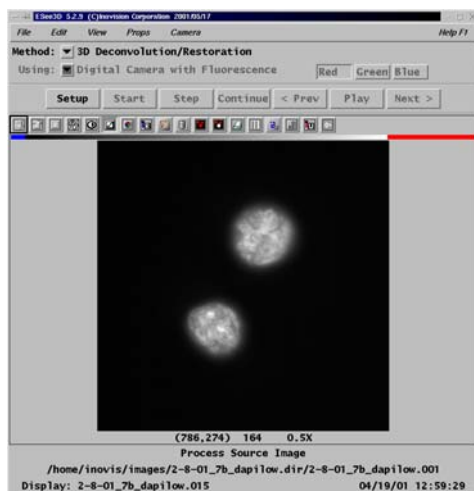 ESee3D 5.2.9 (C)Inovision Corporation 2001/05/17
File Edit View Props Camera Help F1
Method: 3D Deconvolution/Restoration
Using: Digital Camera with Fluorescence Red Green Blue
Setup Start Step Continue < Prev Play Next >
(786,274) 164 0.5X
Process Source Image
/home/inovis/images/2-8-01_7b_dapilow.dir/2-8-01_7b_dapilow.001
Display: 2-8-01_7b_dapilow.015 04/19/01 12:59:29